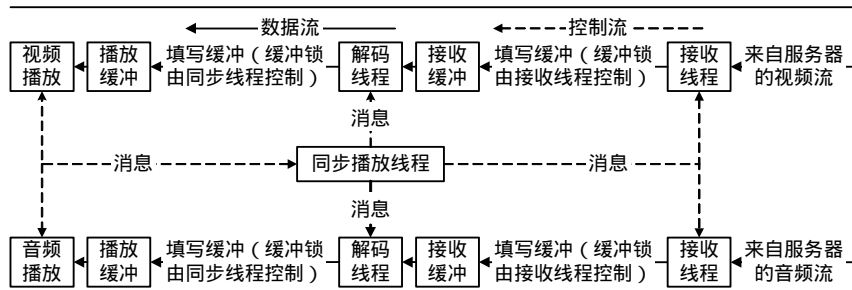 数据流 控制流
视频 播放 填写缓冲（缓冲锁 解码 接收 填写缓冲（缓冲锁 接收 来自服务器
播放 缓冲 由同步线程控制） 线程 缓冲 由接收线程控制） 线程 的视频流
消息
消息 同步播放线程 消息
消息
音频 播放 填写缓冲（缓冲锁 解码 接收 填写缓冲（缓冲锁 接收 来自服务器
播放 缓冲 由同步线程控制） 线程 缓冲 由接收线程控制） 线程 的音频流